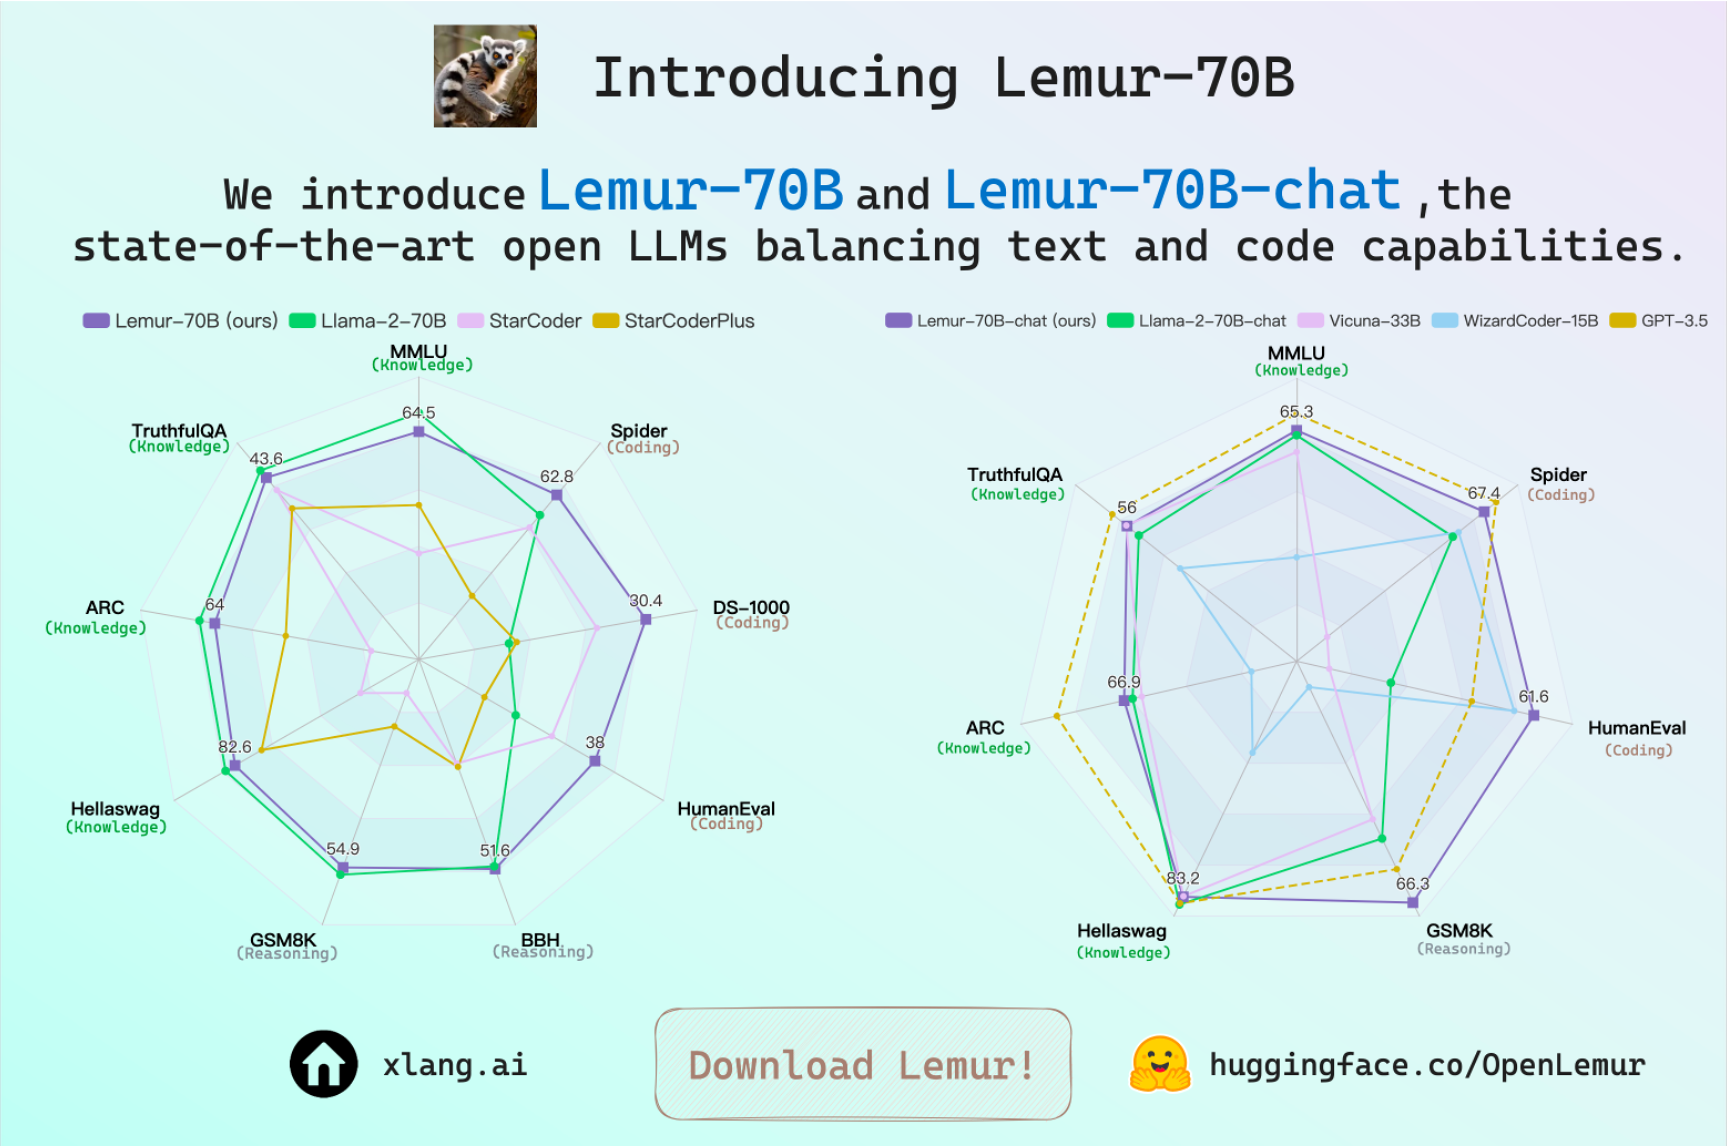 Introducing Lemur-70B
We introduce Lemur-70B and Lemur-70B-chat ,the
state-of-the-art open LLMs balancing text and code capabilities.
Lemur-70B (ours) Llama-2-70B StarCoder StarCoderPlus
MMLU
(Knowledge)
64.5
TruthfulQA
(Knowledge)
43.6
Spider
(Coding)
62.8
ARC
(Knowledge)
64
DS-1000
(Coding)
30.4
Hellaswag
(Knowledge)
82.6
HumanEval
(Coding)
38
GSM8K
(Reasoning)
54.9
BBH
(Reasoning)
51.6
Lemur-70B-chat (ours) Llama-2-70B-chat Vicuna-33B WizardCoder-15B GPT-3.5
MMLU
(Knowledge)
65.3
TruthfulQA
(Knowledge)
56
Spider
(Coding)
67.4
ARC
(Knowledge)
66.9
HumanEval
(Coding)
61.6
Hellaswag
(Knowledge)
83.2
GSM8K
(Reasoning)
66.3
xlang.ai
Download Lemur!
huggingface.co/OpenLemur